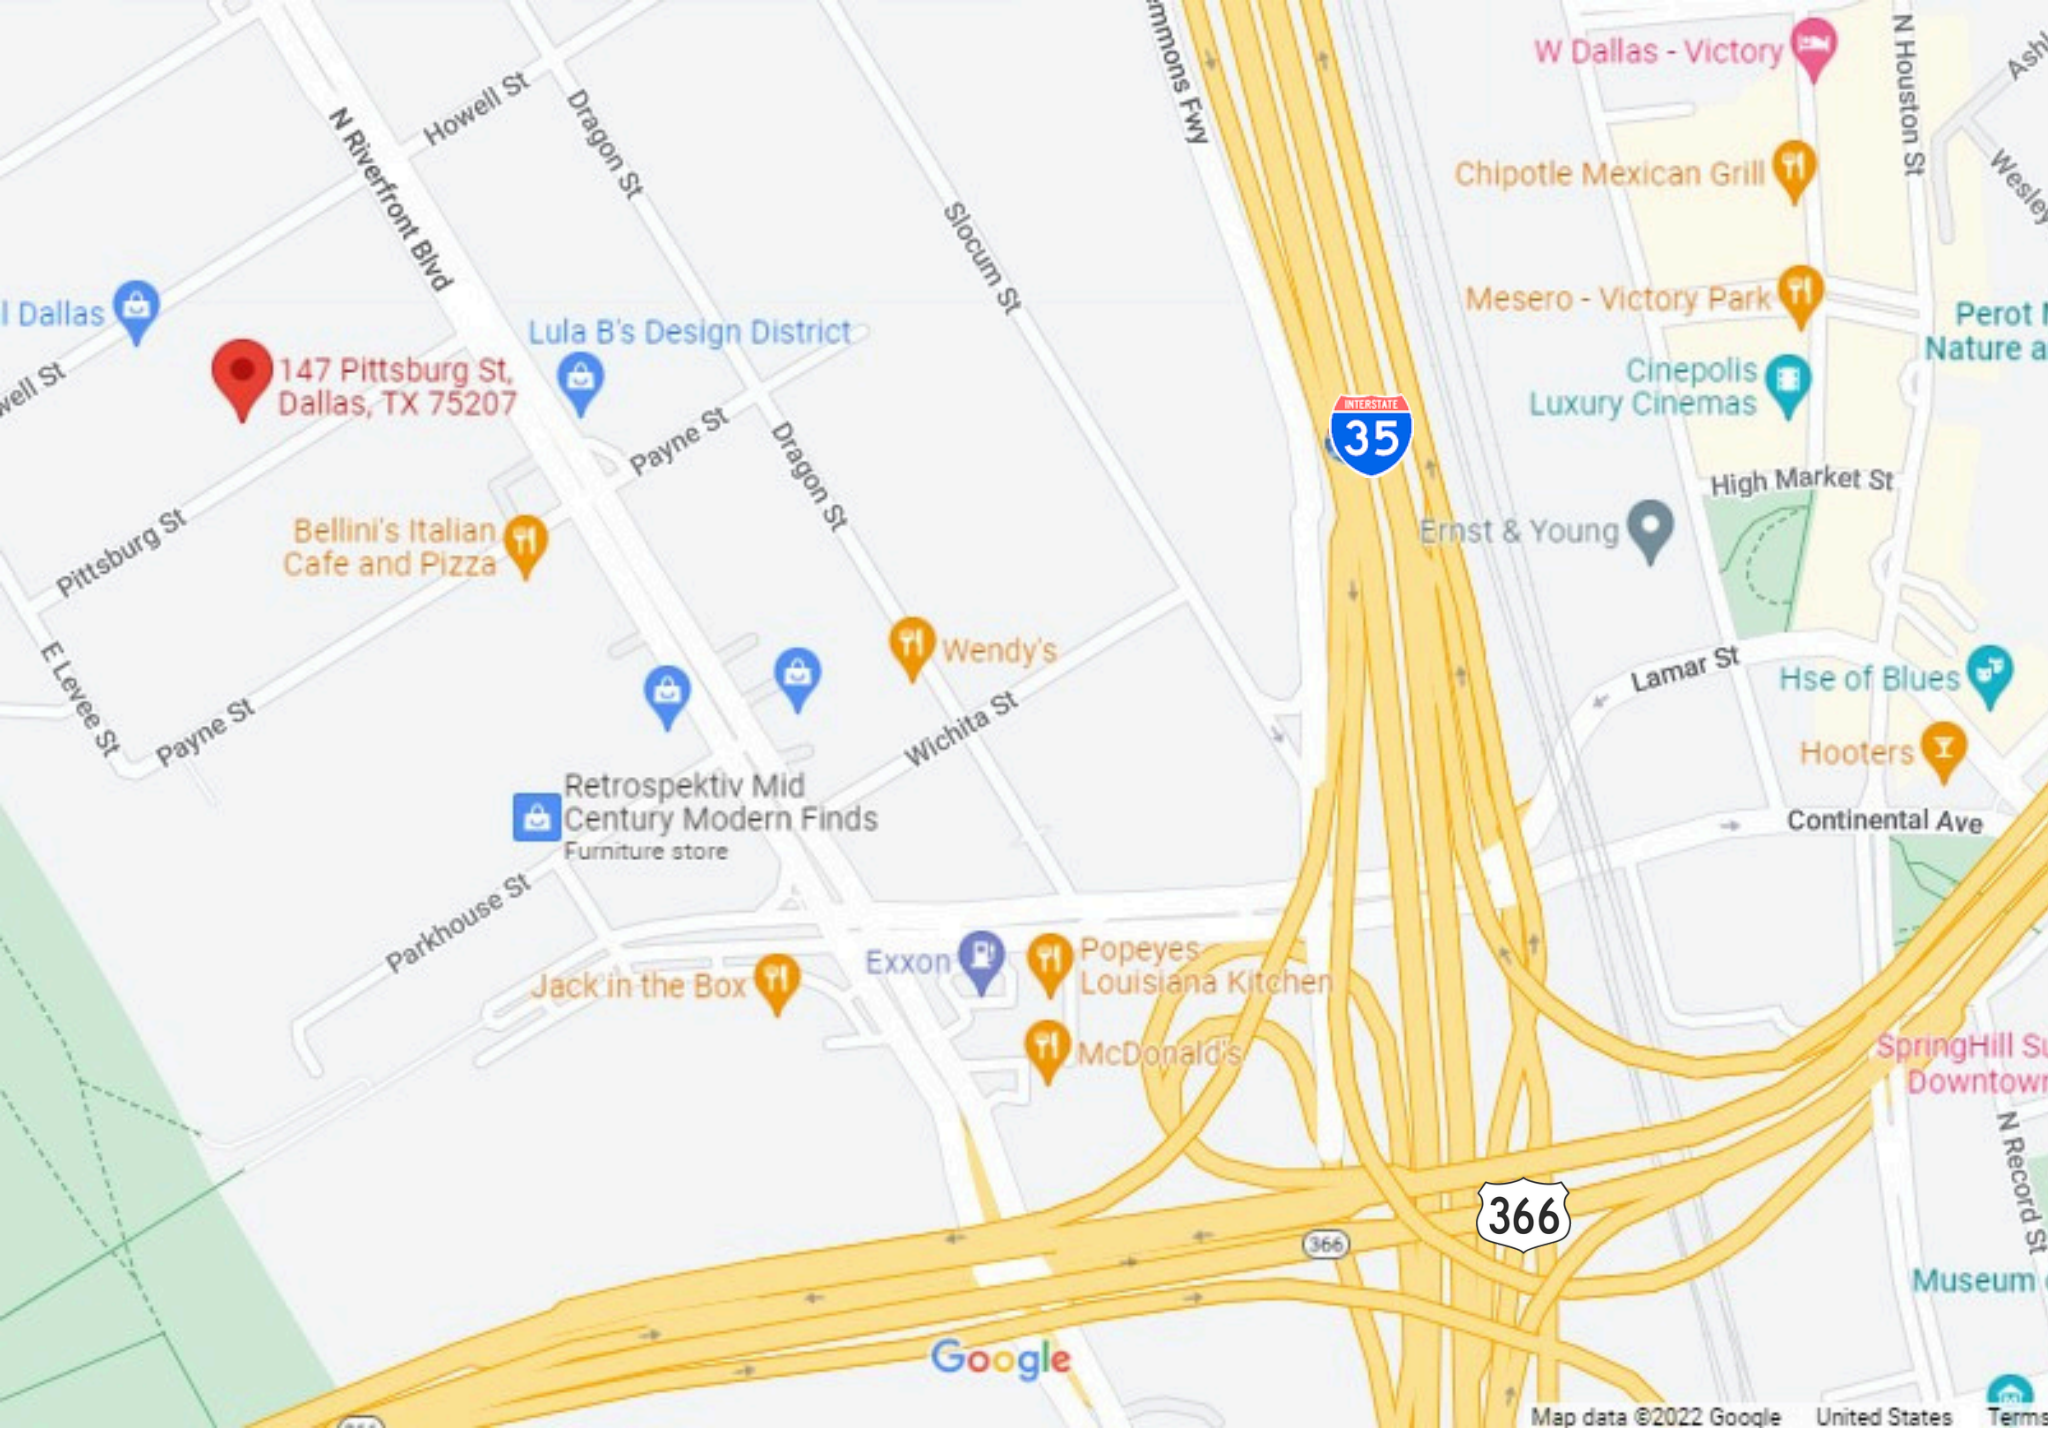 W Dallas - Victory
N Houston St
Howell St
Dragon St
N Riverfront Blvd
Chipotle Mexican Grill
Wesley
Slocum St
Mesero - Victory Park
Dallas
Lula B's Design District
Perot
Nature a
147 Pittsburg St,
Dallas, TX 75207
Cinepolis
Luxury Cinemas
INTERSTATE
35
Payne St
Dragon St
High Market St
Pittsburg St
Bellini's Italian
Cafe and Pizza
Ernst & Young
Wendy's
E Levee St
Payne St
Wichita St
Lamar St
Hse of Blues
Hooters
Retrospektiv Mid
Century Modern Finds
Furniture store
Continental Ave
Parkhouse St
Exxon
Popeyes
Louisiana Kitchen
Jack in the Box
McDonald's
SpringHill
Downtown
N Record St
366
366
Museum
Google
Map data ©2022 Google
United States
Terms